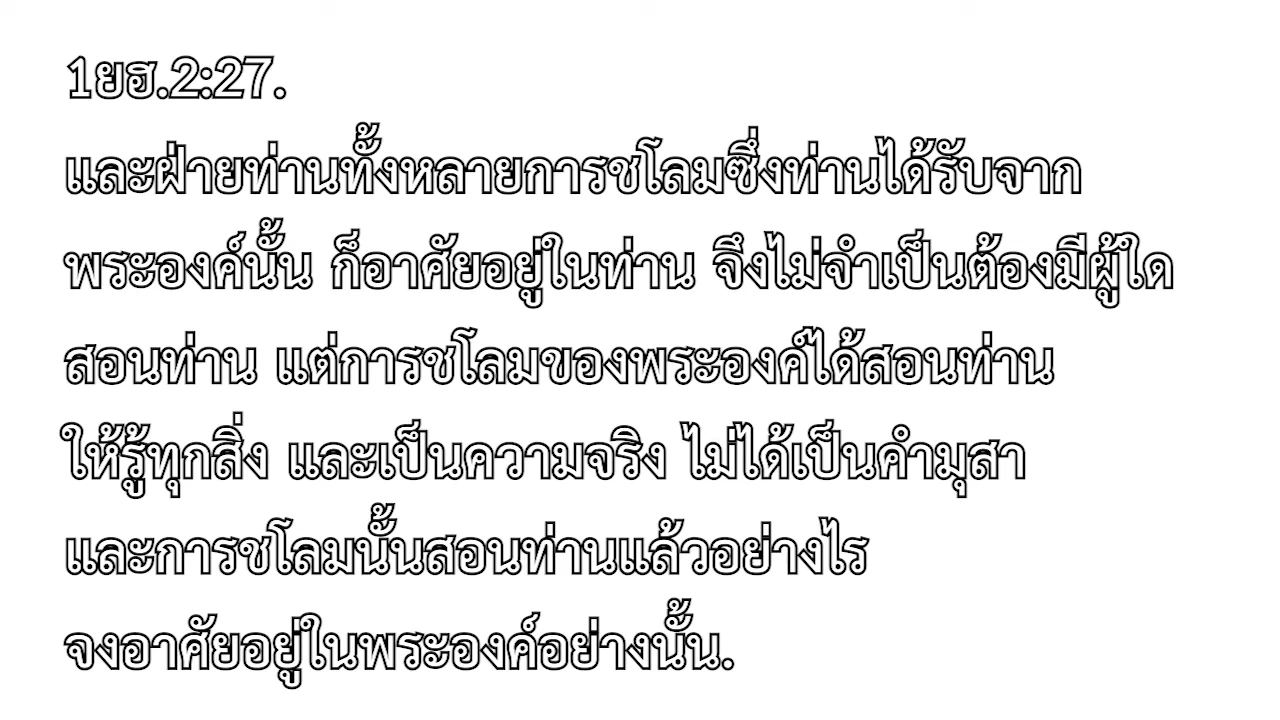 1ยฮ.2:27.
และฝ่ายท่านทั้งหลายการชโลมซึ่งท่านได้รับจาก
พระองค์นั้น ก็อาศัยอยู่ในท่าน จึงไม่จำเป็นต้องมีผู้ใด
สอนท่าน แต่การชโลมของพระองค์ได้สอนท่าน
ให้รู้ทุกสิ่ง และเป็นความจริง ไม่ได้เป็นคำมุสา
และการชโลมนั้นสอนท่านแล้วอย่างไร
จงอาศัยอยู่ในพระองค์อย่างนั้น.